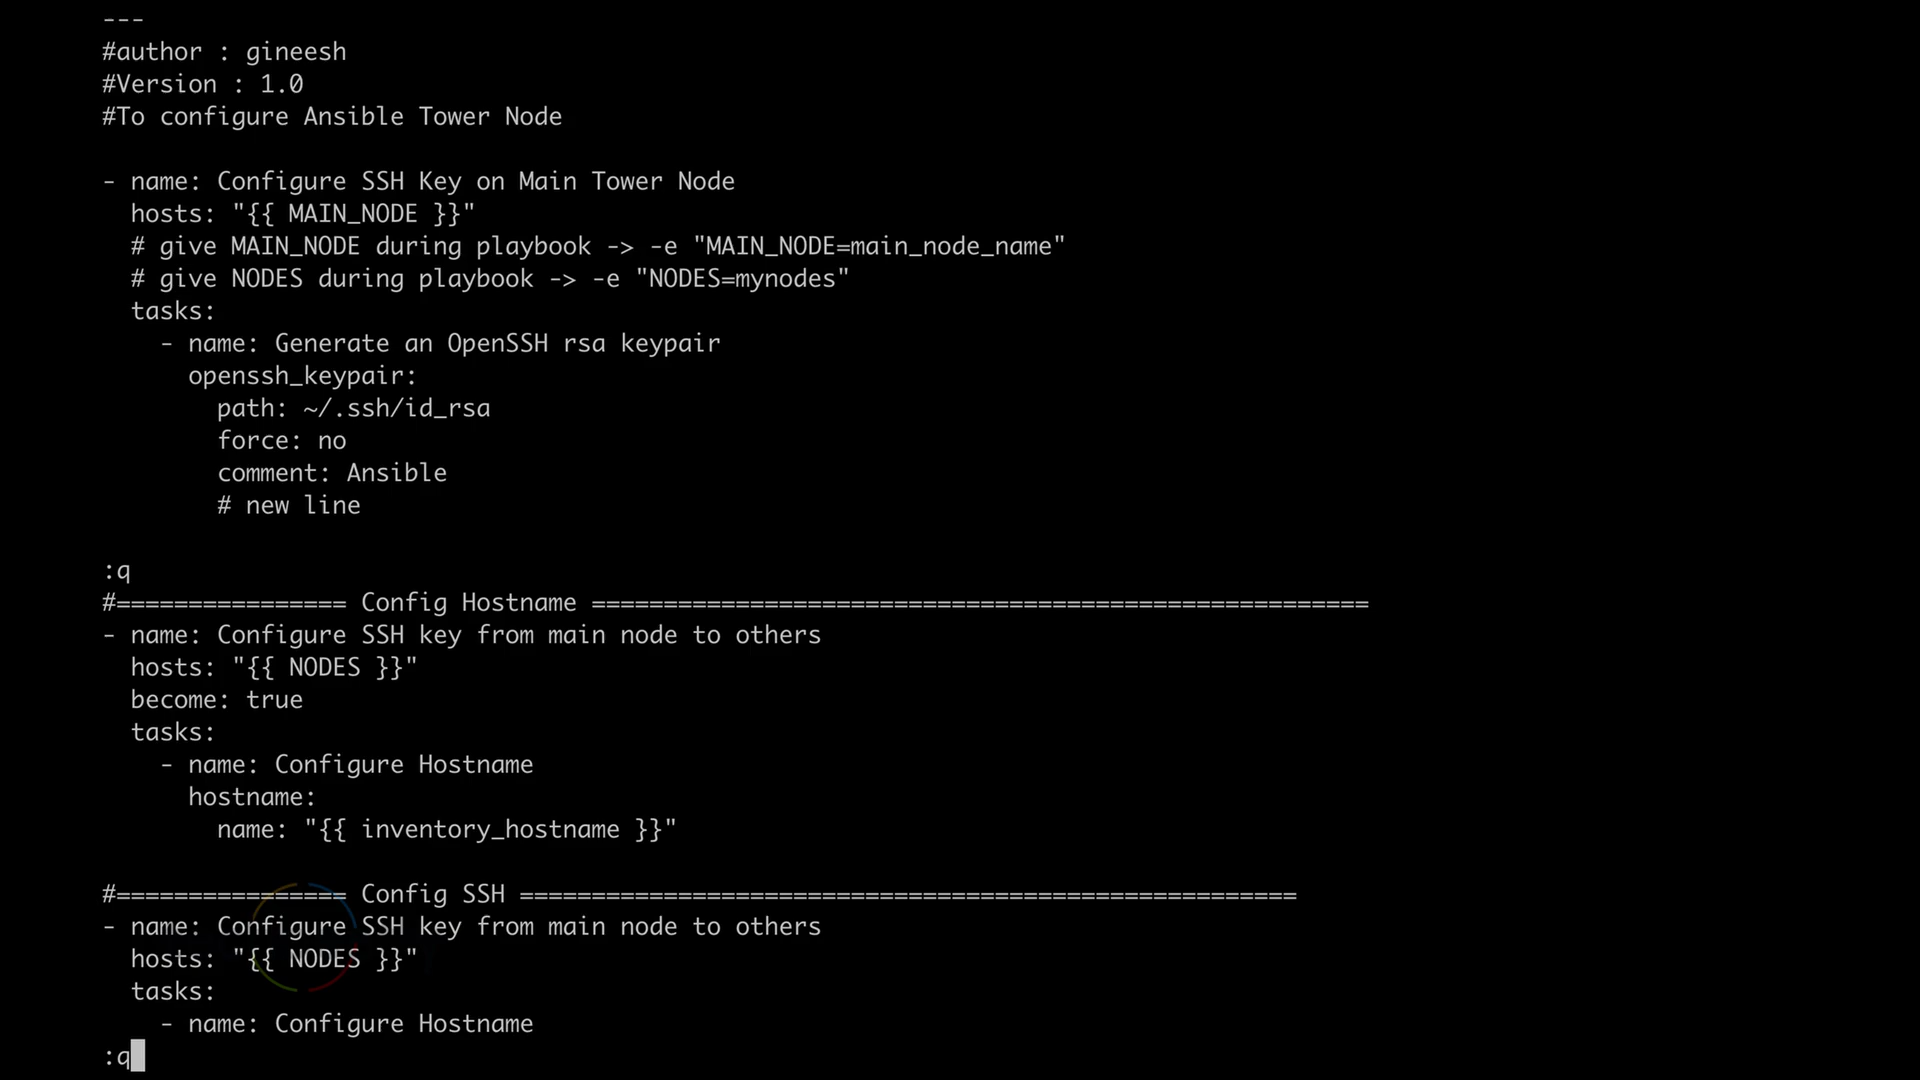 ---
#author : gineesh
#Version : 1.0
#To configure Ansible Tower Node

- name: Configure SSH Key on Main Tower Node
  hosts: "{{ MAIN_NODE }}"
  # give MAIN_NODE during playbook -> -e "MAIN_NODE=main_node_name"
  # give NODES during playbook -> -e "NODES=mynodes"
  tasks:
    - name: Generate an OpenSSH rsa keypair
      openssh_keypair:
        path: ~/.ssh/id_rsa
        force: no
        comment: Ansible
        # new line

:q
#================ Config Hostname ======================================================
- name: Configure SSH key from main node to others
  hosts: "{{ NODES }}"
  become: true
  tasks:
    - name: Configure Hostname
      hostname:
        name: "{{ inventory_hostname }}"

#================ Config SSH ======================================================
- name: Configure SSH key from main node to others
  hosts: "{{ NODES }}"
  tasks:
    - name: Configure Hostname
:q